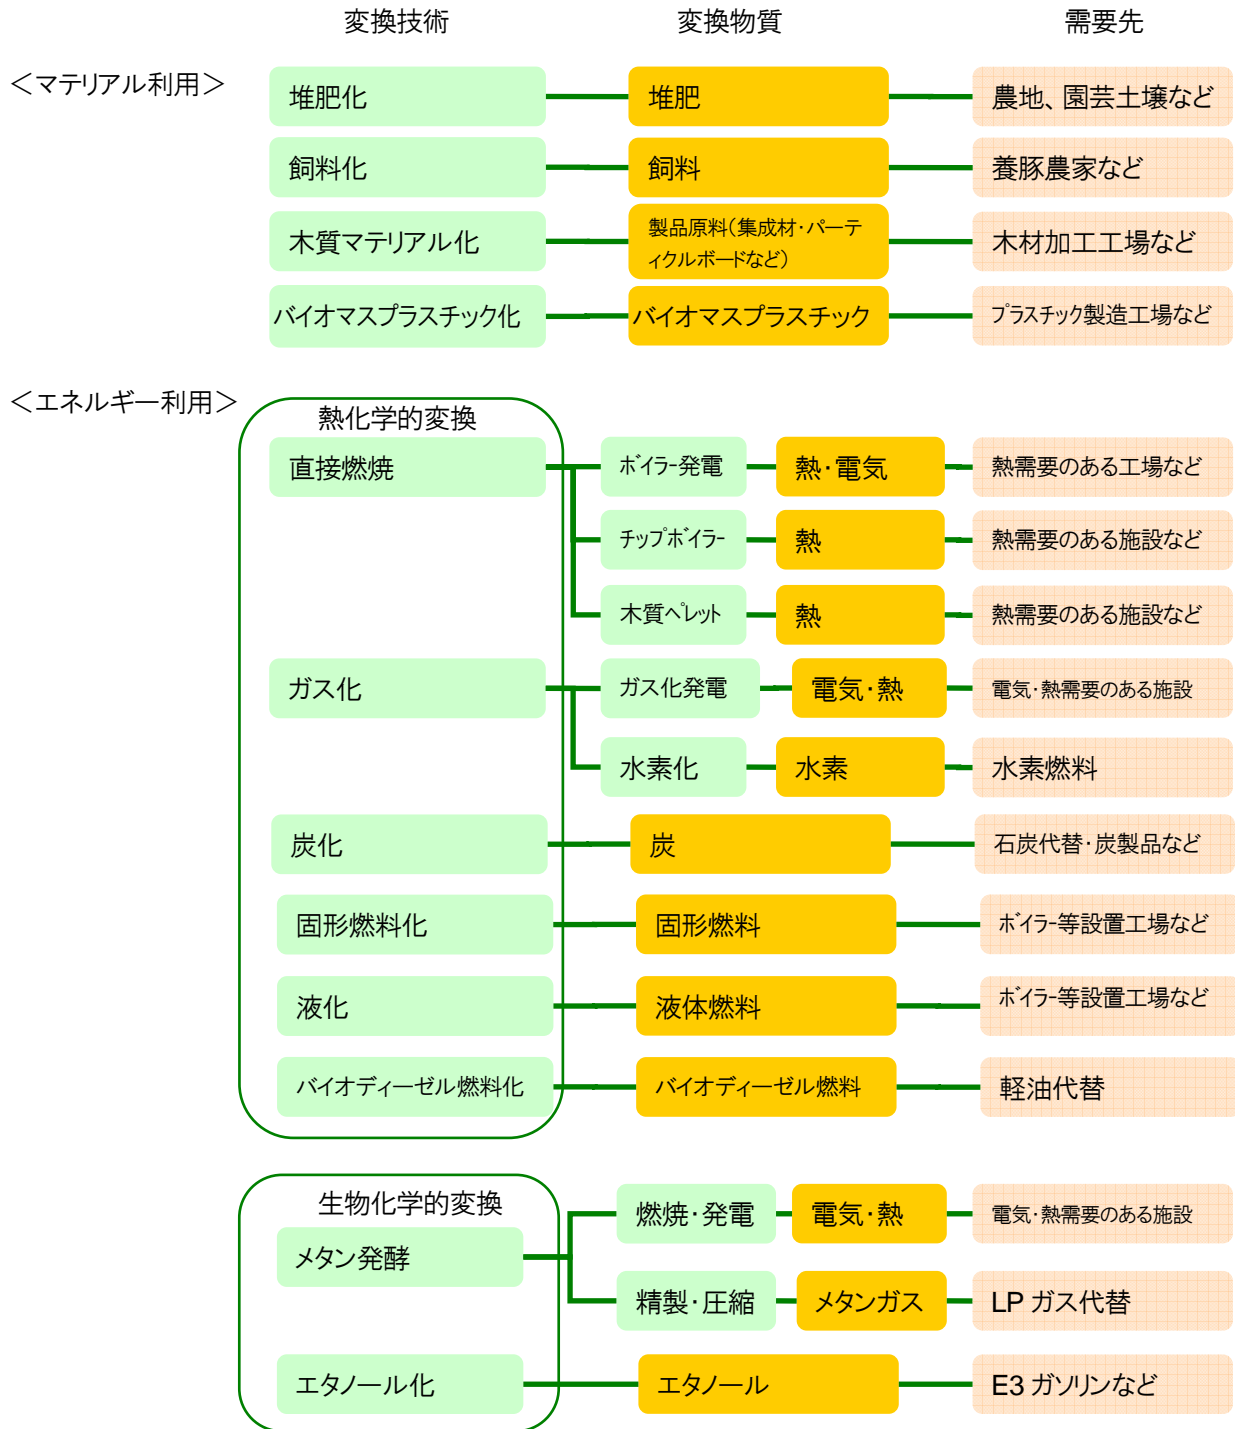 変換技術 変換物質 需要先
＜マテリアル利用＞
堆肥化 堆肥 農地、園芸土壌など
飼料化 飼料 養豚農家など
木質マテリアル化 製品原料（集成材・パーテ
ィクルボードなど） 木材加工工場など
バイオマスプラスチック化 バイオマスプラスチック プラスチック製造工場など
＜エネルギー利用＞
熱化学的変換
直接燃焼 ボイラー発電 熱・電気 熱需要のある工場など
チップボイラー 熱 熱需要のある施設など
木質ペレット 熱 熱需要のある施設など
ガス化 ガス化発電 電気・熱 電気・熱需要のある施設
水素化 水素 水素燃料
炭化 炭 石炭代替・炭製品など
固形燃料化 固形燃料 ボイラー等設置工場など
液化 液体燃料 ボイラー等設置工場など
バイオディーゼル燃料化 バイオディーゼル燃料 軽油代替
生物化学的変換
メタン発酵 燃焼・発電 電気・熱 電気・熱需要のある施設
精製・圧縮 メタンガス LP ガス代替
エタノール化 エタノール E3 ガソリンなど